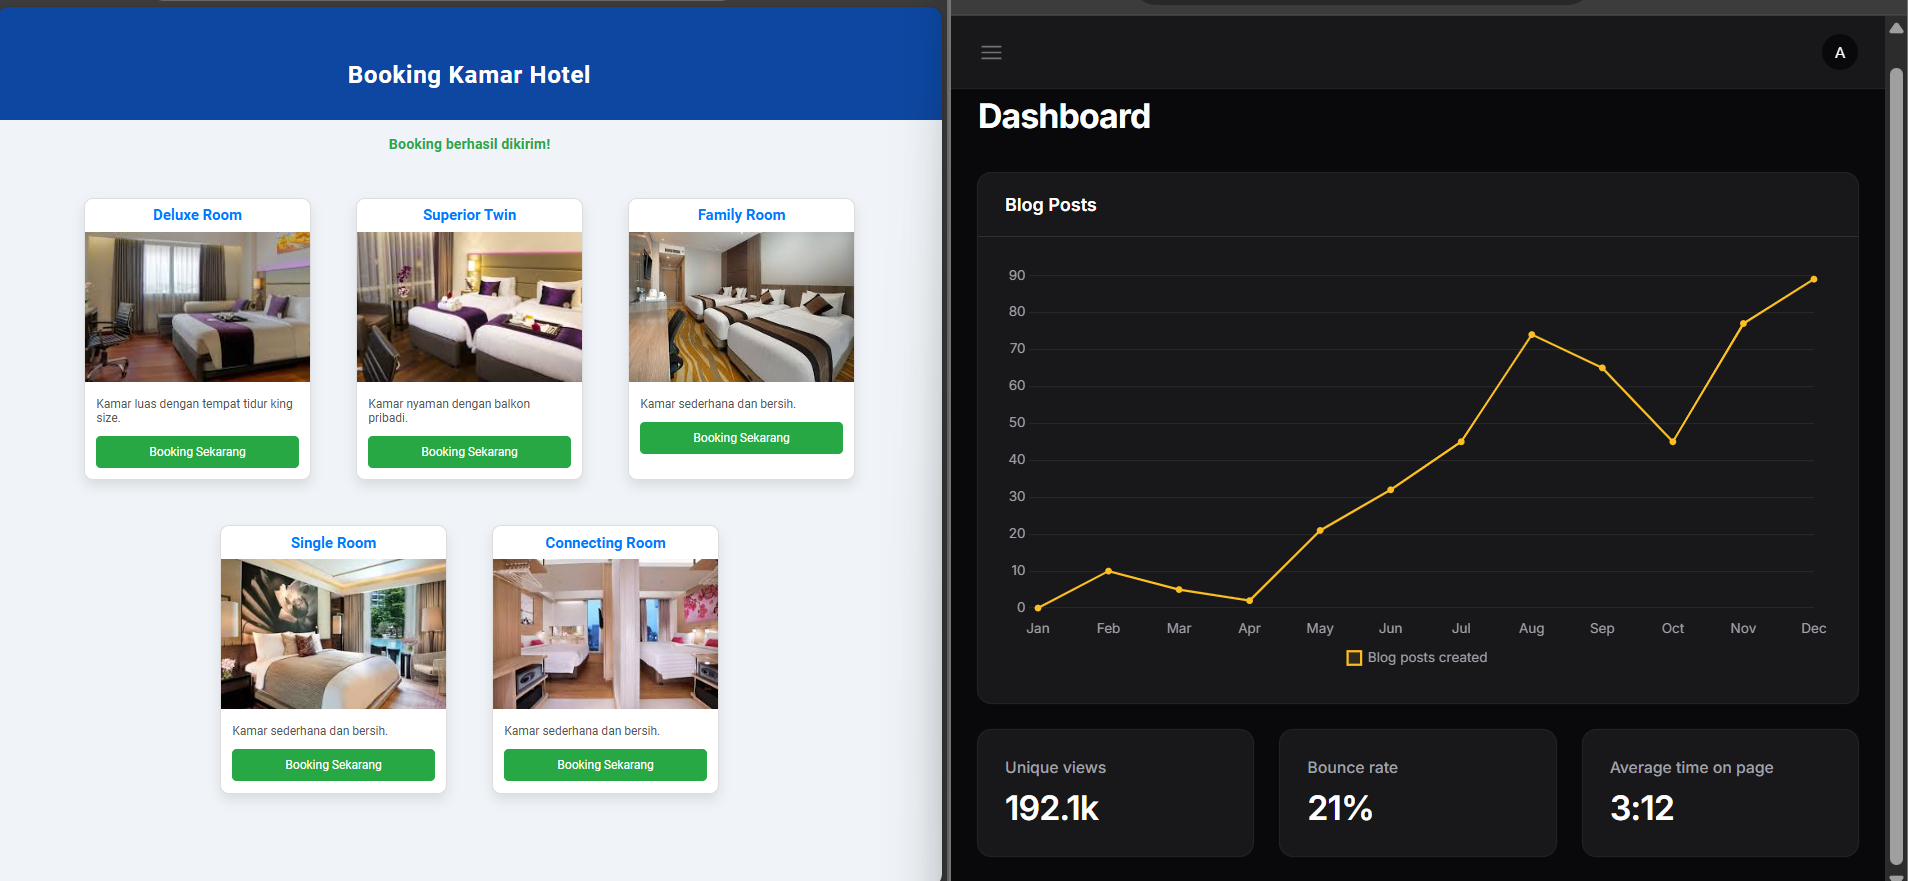 Booking Kamar Hotel
Booking berhasil dikirim!
Deluxe Room
Kamar luas dengan tempat tidur king
size.
Booking Sekarang
Superior Twin
Kamar nyaman dengan balkon
pribadi.
Booking Sekarang
Family Room
Kamar sederhana dan bersih.
Booking Sekarang
Single Room
Kamar sederhana dan bersih.
Booking Sekarang
Connecting Room
Kamar sederhana dan bersih.
Booking Sekarang
A
Dashboard
Blog Posts
90
80
70
60
50
40
30
20
10
0
Jan Feb Mar Apr May Jun Jul Aug Sep Oct Nov Dec
Blog posts created
Unique views
192.1k
Bounce rate
21%
Average time on page
3:12